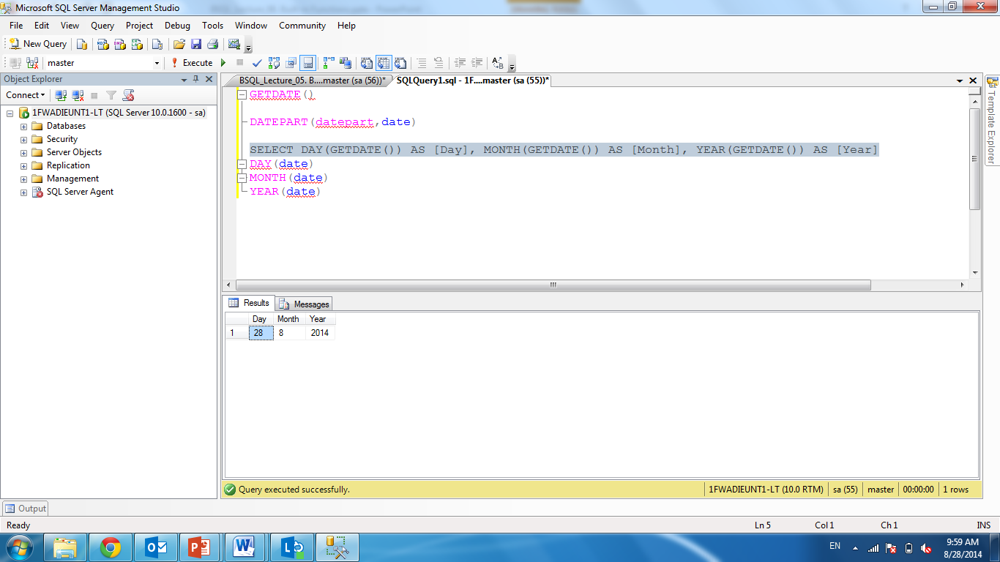 Microsoft SQL Server Management Studio
File Edit View Query Project Debug Tools Window Community Help
New Query
master Execute
Object Explorer
Connect
1FWADIEUNT1-LT (SQL Server 10.0.1600 - sa)
Databases
Security
Server Objects
Replication
Management
SQL Server Agent
BSQL_Lecture_05. B....master (sa (56))* SQLQuery1.sql - 1F....master (sa (55))*
GETDATE()
DATEPART(datepart,date)
SELECT DAY(GETDATE()) AS [Day], MONTH(GETDATE()) AS [Month], YEAR(GETDATE()) AS [Year]
DAY(date)
MONTH(date)
YEAR(date)
Template Explorer
Results Messages
Day Month Year
1 28 8 2014
Query executed successfully. 1FWADIEUNT1-LT (10.0 RTM) sa (55) master 00:00:00 1 rows
Output
Ready Ln 5 Col 1 Ch 1 INS
EN 9:59 AM
8/28/2014